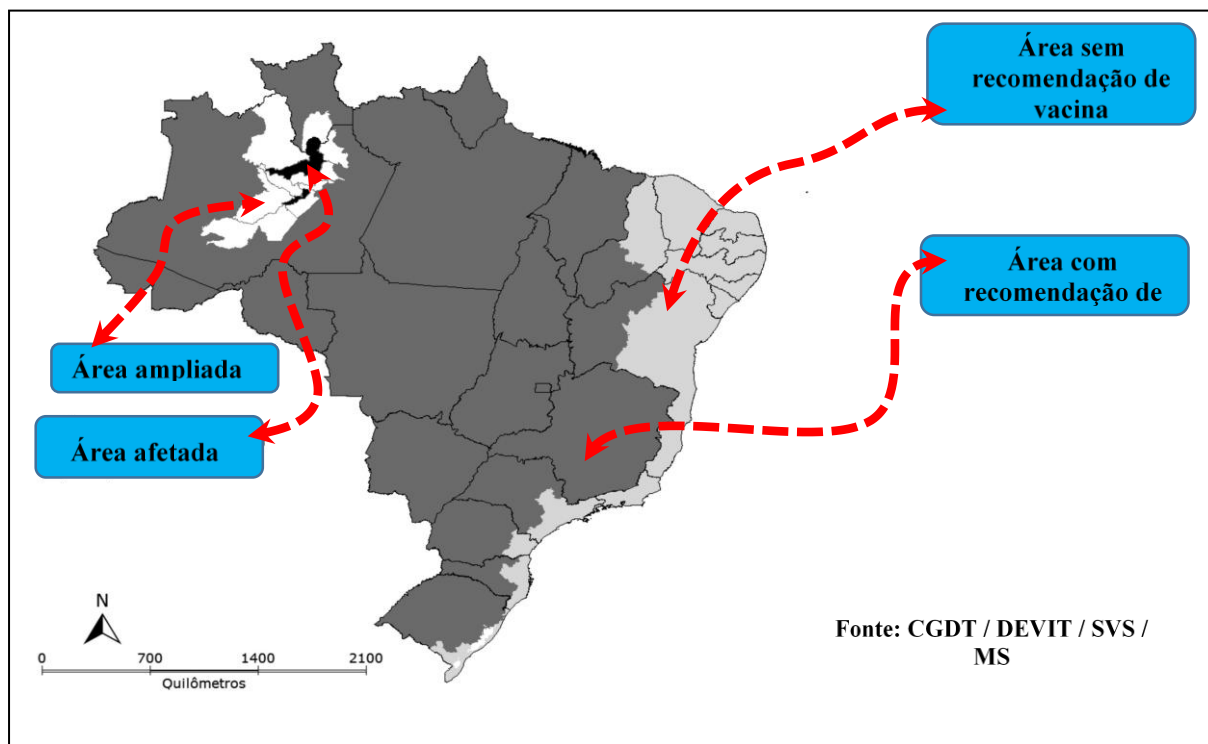 Área sem
recomendação de
vacina
Área com
recomendação de
Área ampliada
Área afetada
N
0 700 1400 2100
Quilômetros
Fonte: CGDT / DEVIT / SVS /
MS